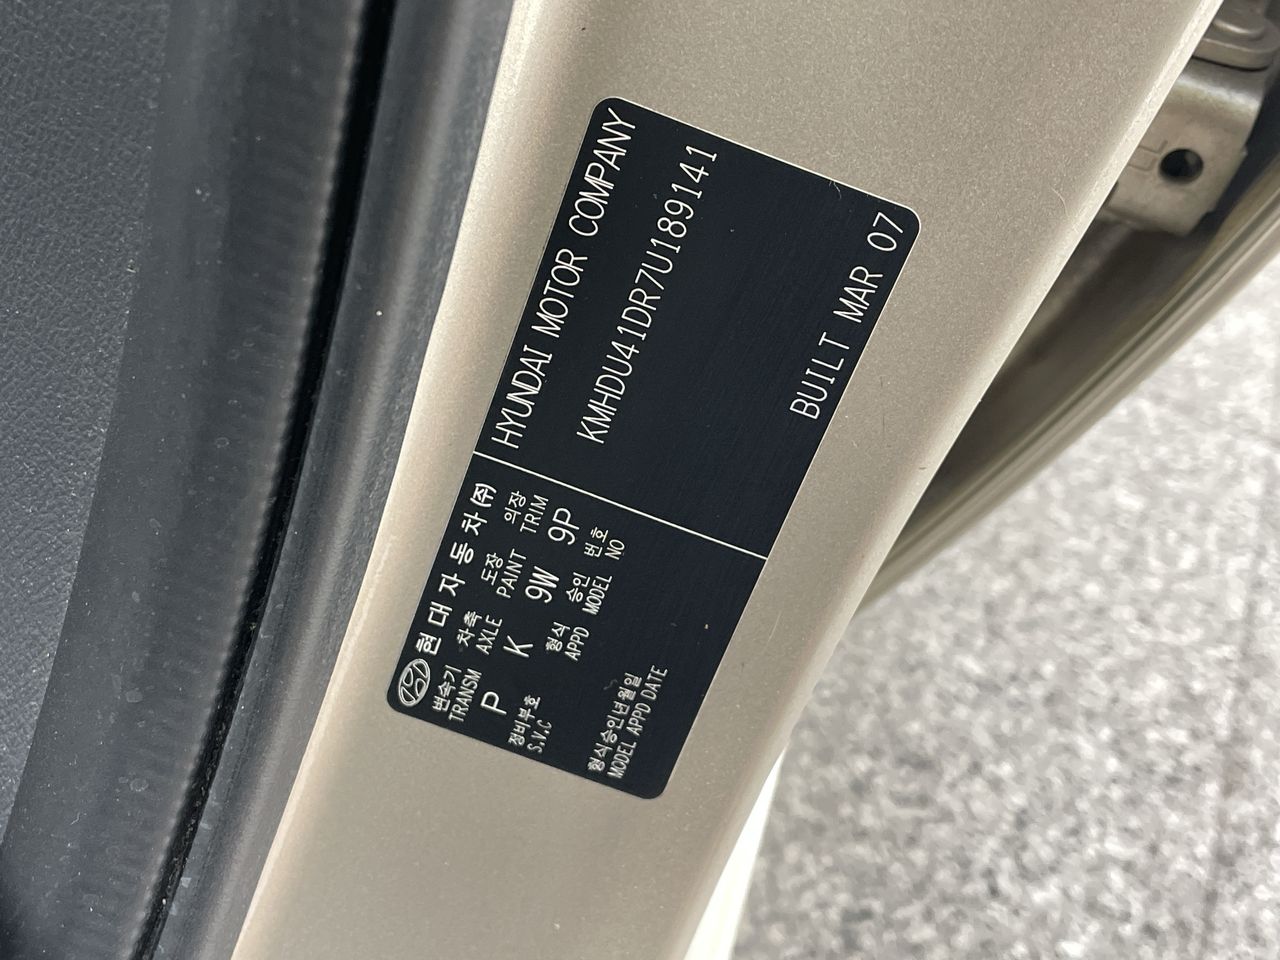 현대자동차(주)
변속기 차축 도장 의장
TRANSM AXLE PAINT TRIM
P K 9W 9P
정비부호 형식 승인 번호
S.V.C APPD MODEL NO
형식승인년월일
MODEL APPD DATE
HYUNDAI MOTOR COMPANY
KMHDU41DR7U189141
BUILT MAR 07